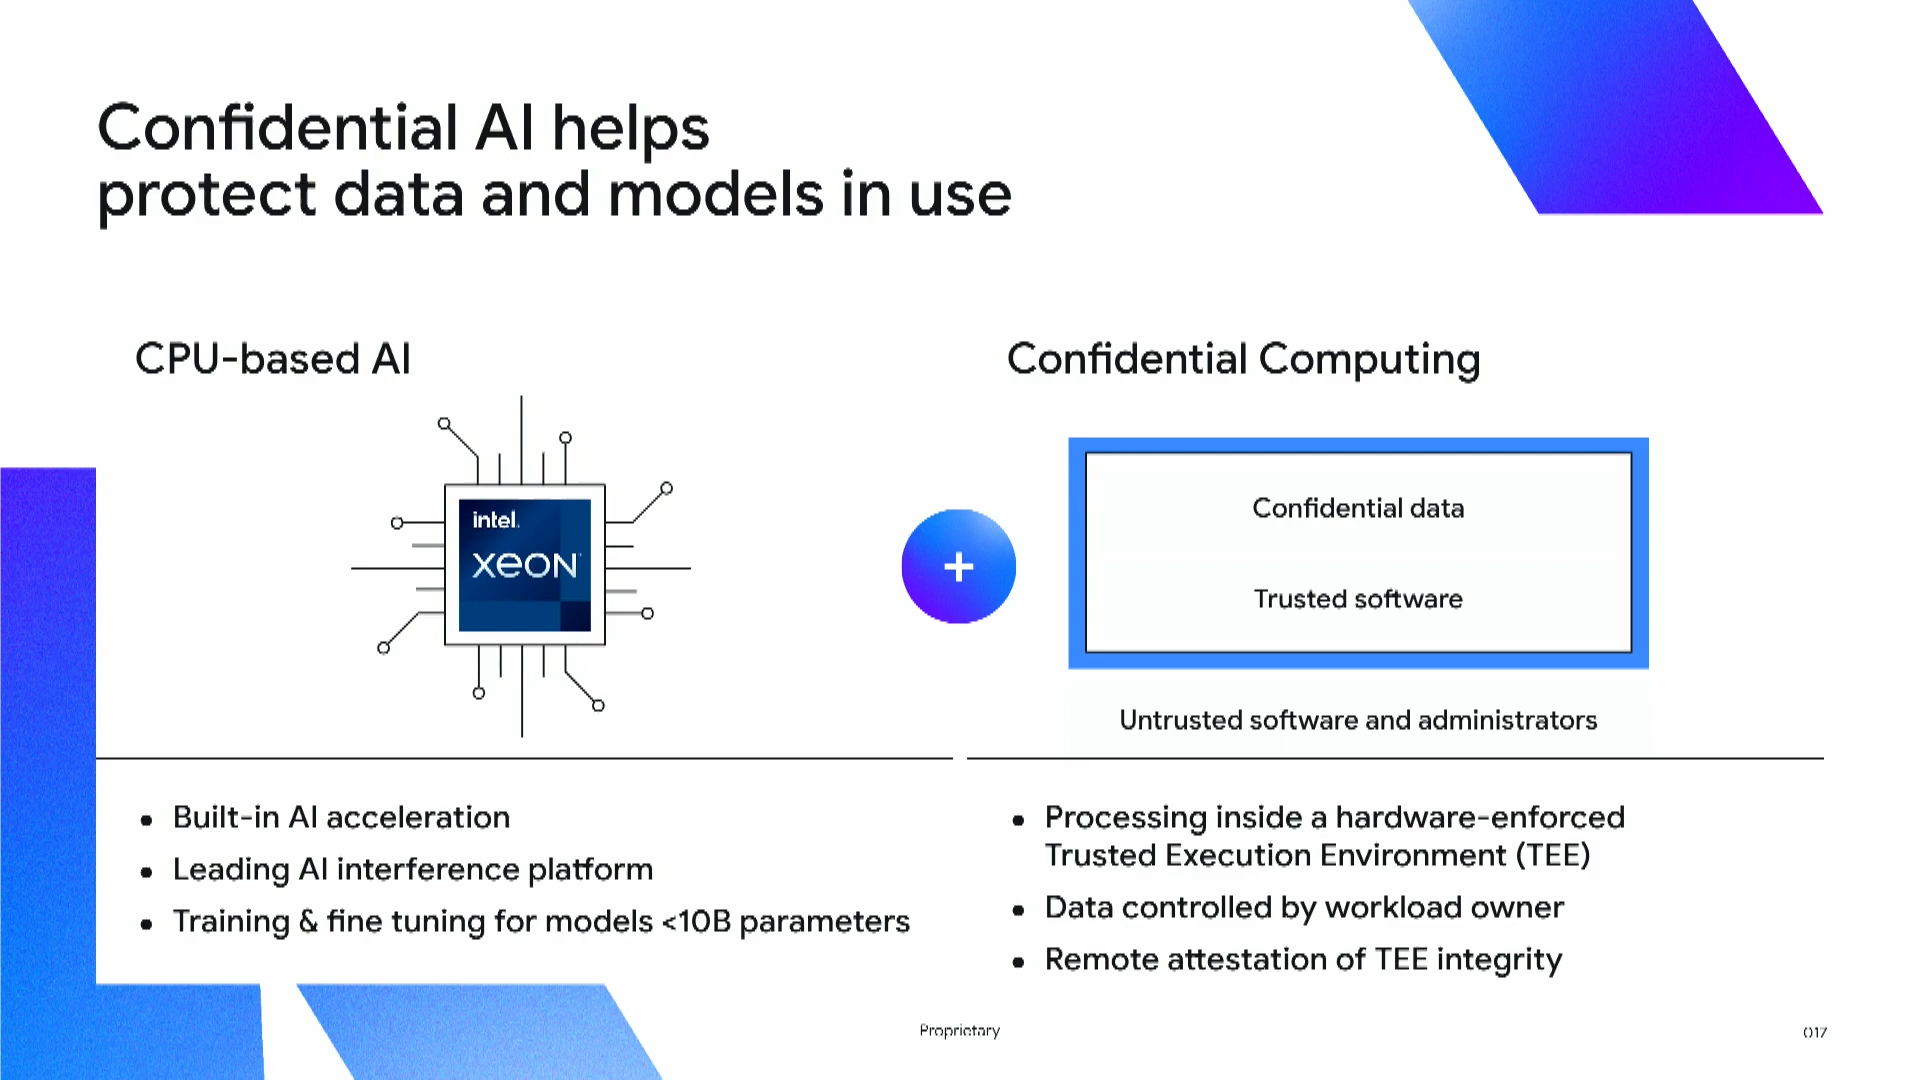 Confidential AI helps
protect data and models in use
CPU-based AI
intel.
xeon
Confidential Computing
+
Confidential data
Trusted software
Untrusted software and administrators
• Built-in AI acceleration
• Leading AI interference platform
• Training & fine tuning for models <10B parameters
• Processing inside a hardware-enforced
Trusted Execution Environment (TEE)
• Data controlled by workload owner
• Remote attestation of TEE integrity
Proprietary
017